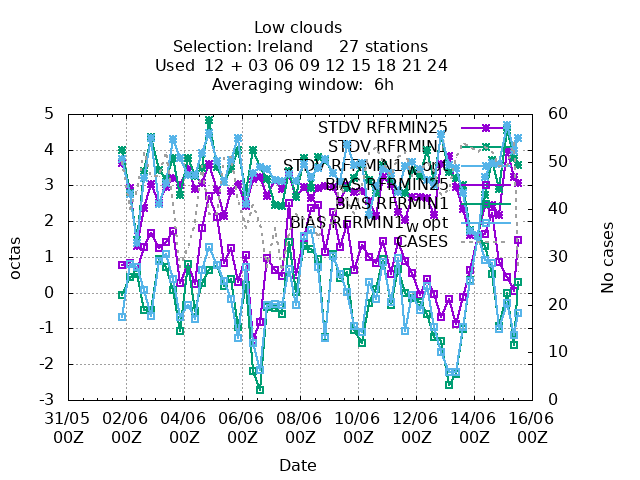 Low clouds
Selection: Ireland 27 stations
Used 12 + 03 06 09 12 15 18 21 24
Averaging window: 6h
STDV RFRMIN25
STDV RFRMIN1
STDV RFRMIN1_w_opt
BIAS RFRMIN25
BIAS RFRMIN1
BIAS RFRMIN1_w_opt
CASES
5
4
3
2
1
0
-1
-2
-3
octas
60
50
40
30
20
10
0
No cases
31/05 02/06 04/06 06/06 08/06 10/06 12/06 14/06 16/06
00Z 00Z 00Z 00Z 00Z 00Z 00Z 00Z 00Z
Date